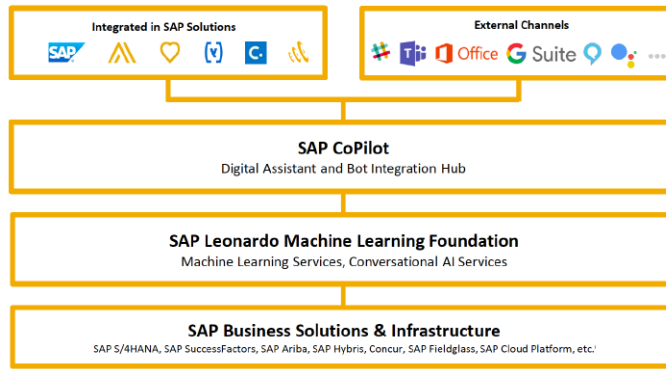 Integrated in SAP Solutions
SAP
C.
External Channels
Office
G Suite
SAP CoPilot
Digital Assistant and Bot Integration Hub
SAP Leonardo Machine Learning Foundation
Machine Learning Services, Conversational AI Services
SAP Business Solutions & Infrastructure
SAP S/4HANA, SAP SuccessFactors, SAP Ariba, SAP Hybris, Concur, SAP Fieldglass, SAP Cloud Platform, etc.'